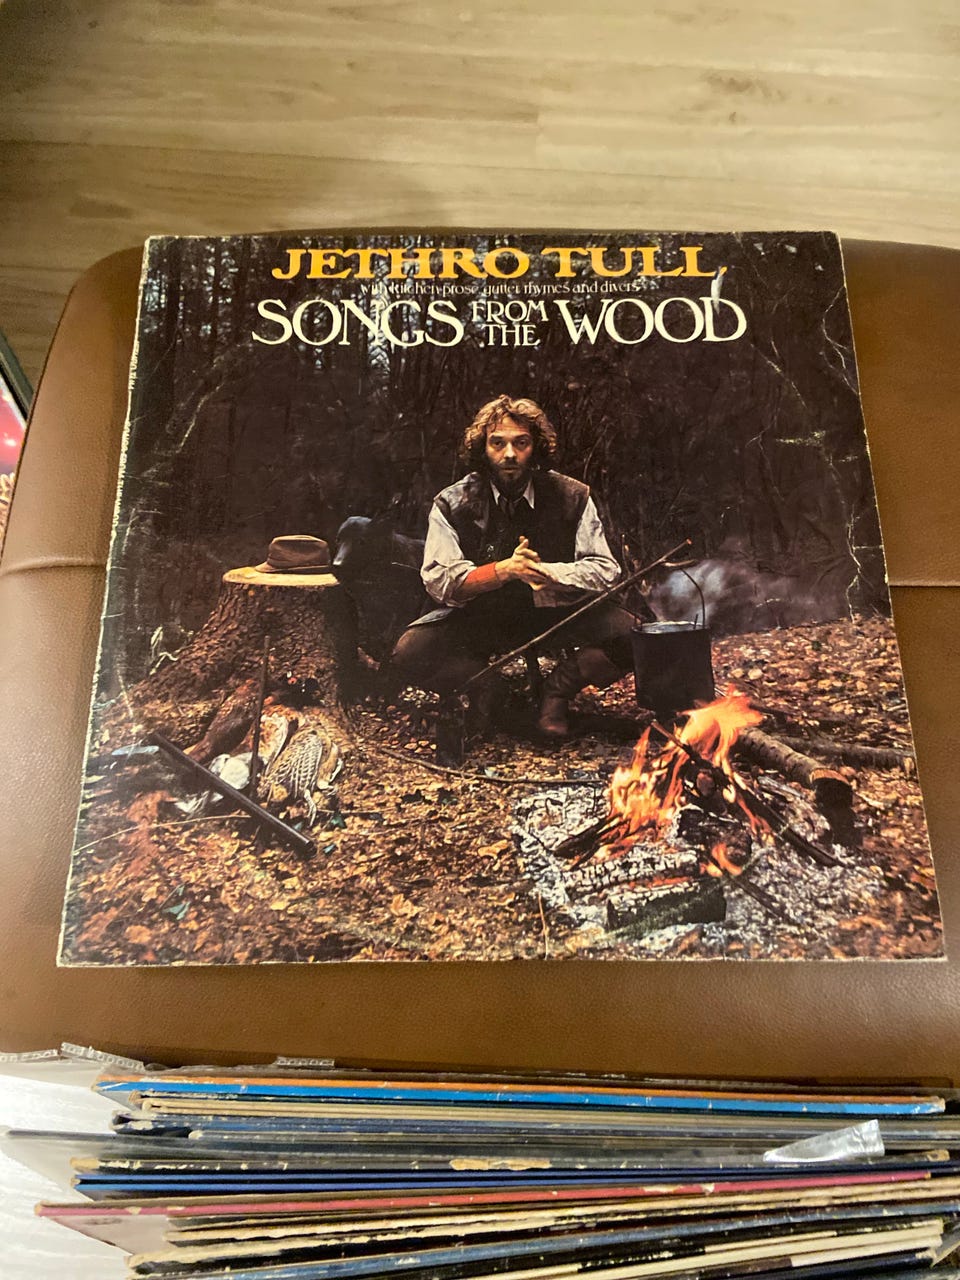 JETHRO TULL.
with kitchen prose, gutter rhymes and divers
SONGS FROM THE WOOD